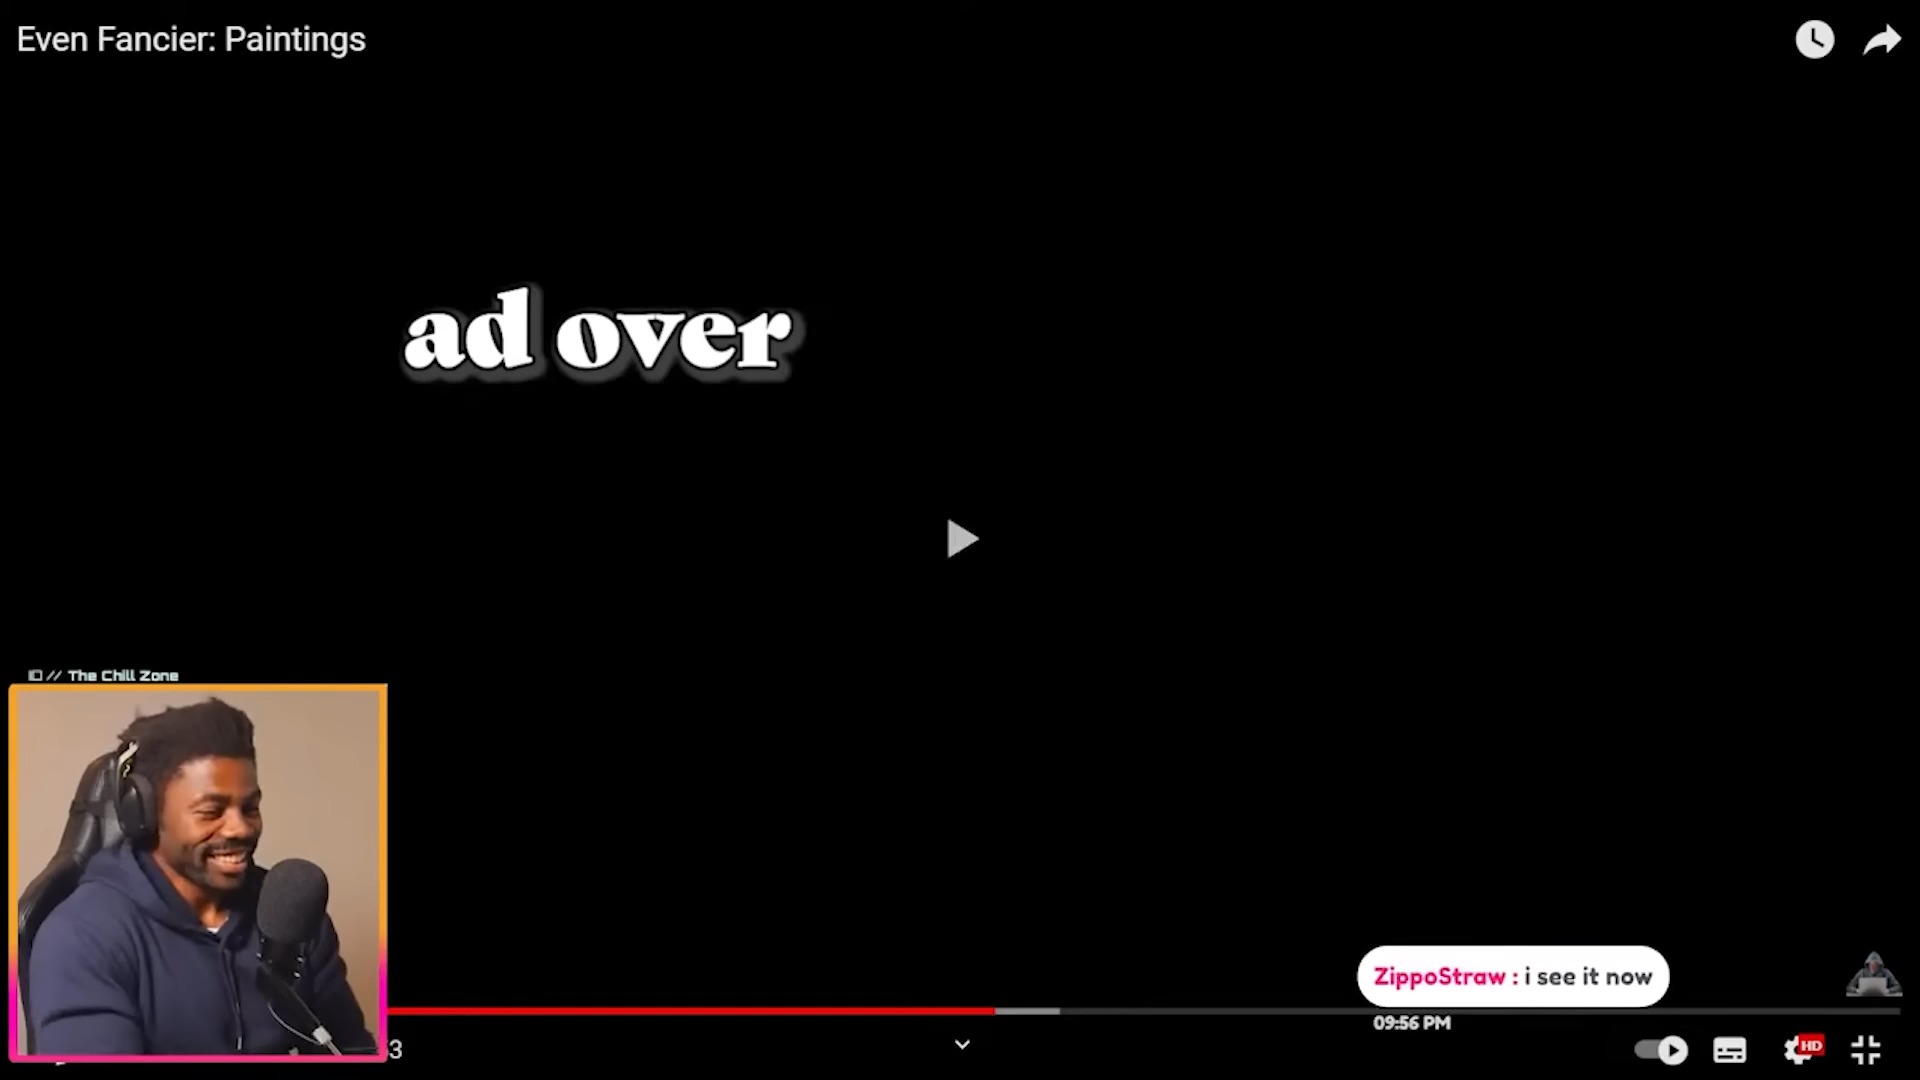 Even Fancier: Paintings
ad over
// The Chill Zone
ZippoStraw : i see it now
09:56 PM
3
HD